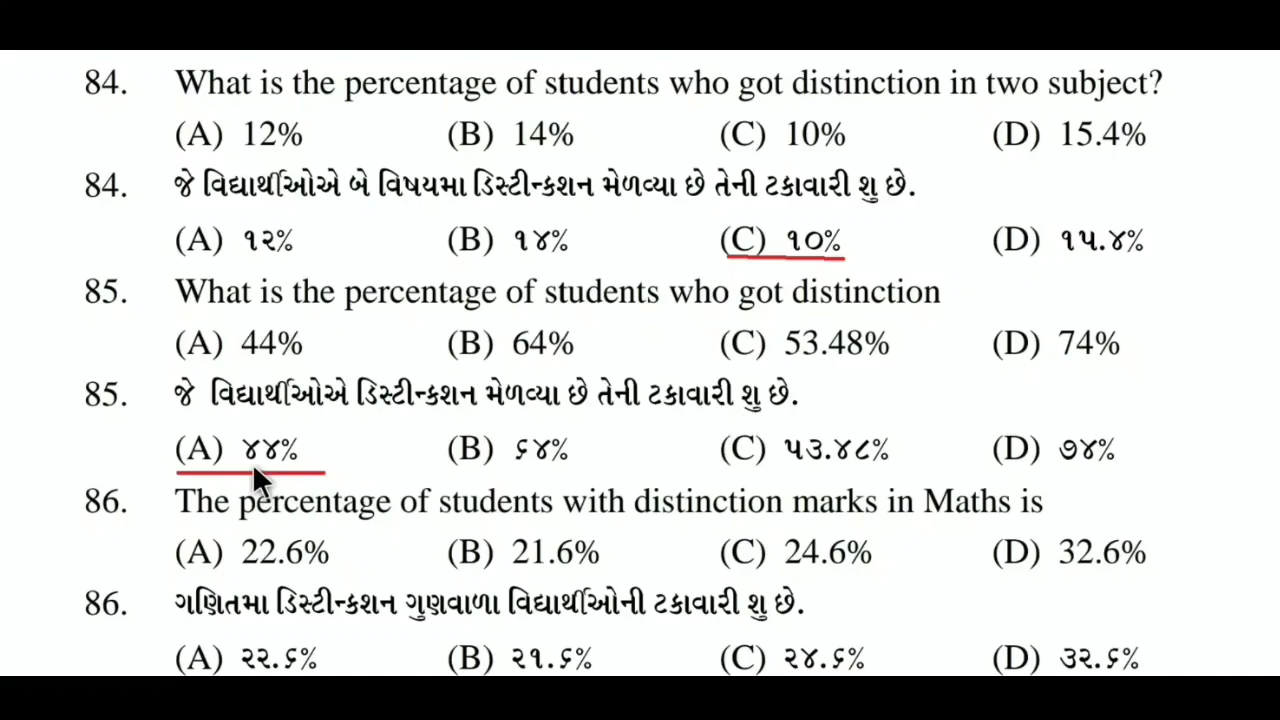 84. What is the percentage of students who got distinction in two subject?
(A) 12% (B) 14% (C) 10% (D) 15.4%
84. જે વિદ્યાર્થીઓએ બે વિષયમા ડિસ્ટીન્કશન મેળવ્યા છે તેની ટકાવારી શુ છે.
(A) ૧૨% (B) ૧૪% (C) ૧૦% (D) ૧૫.૪%
85. What is the percentage of students who got distinction
(A) 44% (B) 64% (C) 53.48% (D) 74%
85. જે વિદ્યાર્થીઓએ ડિસ્ટીન્કશન મેળવ્યા છે તેની ટકાવારી શુ છે.
(A) ૪૪% (B) ૬૪% (C) ૫૩.૪૮% (D) ૭૪%
86. The percentage of students with distinction marks in Maths is
(A) 22.6% (B) 21.6% (C) 24.6% (D) 32.6%
86. ગણિતમા ડિસ્ટીન્કશન ગુણવાળા વિદ્યાર્થીઓની ટકાવારી શુ છે.
(A) ૨૨.૬% (B) ૨૧.૬% (C) ૨૪.૬% (D) ૩૨.૬%